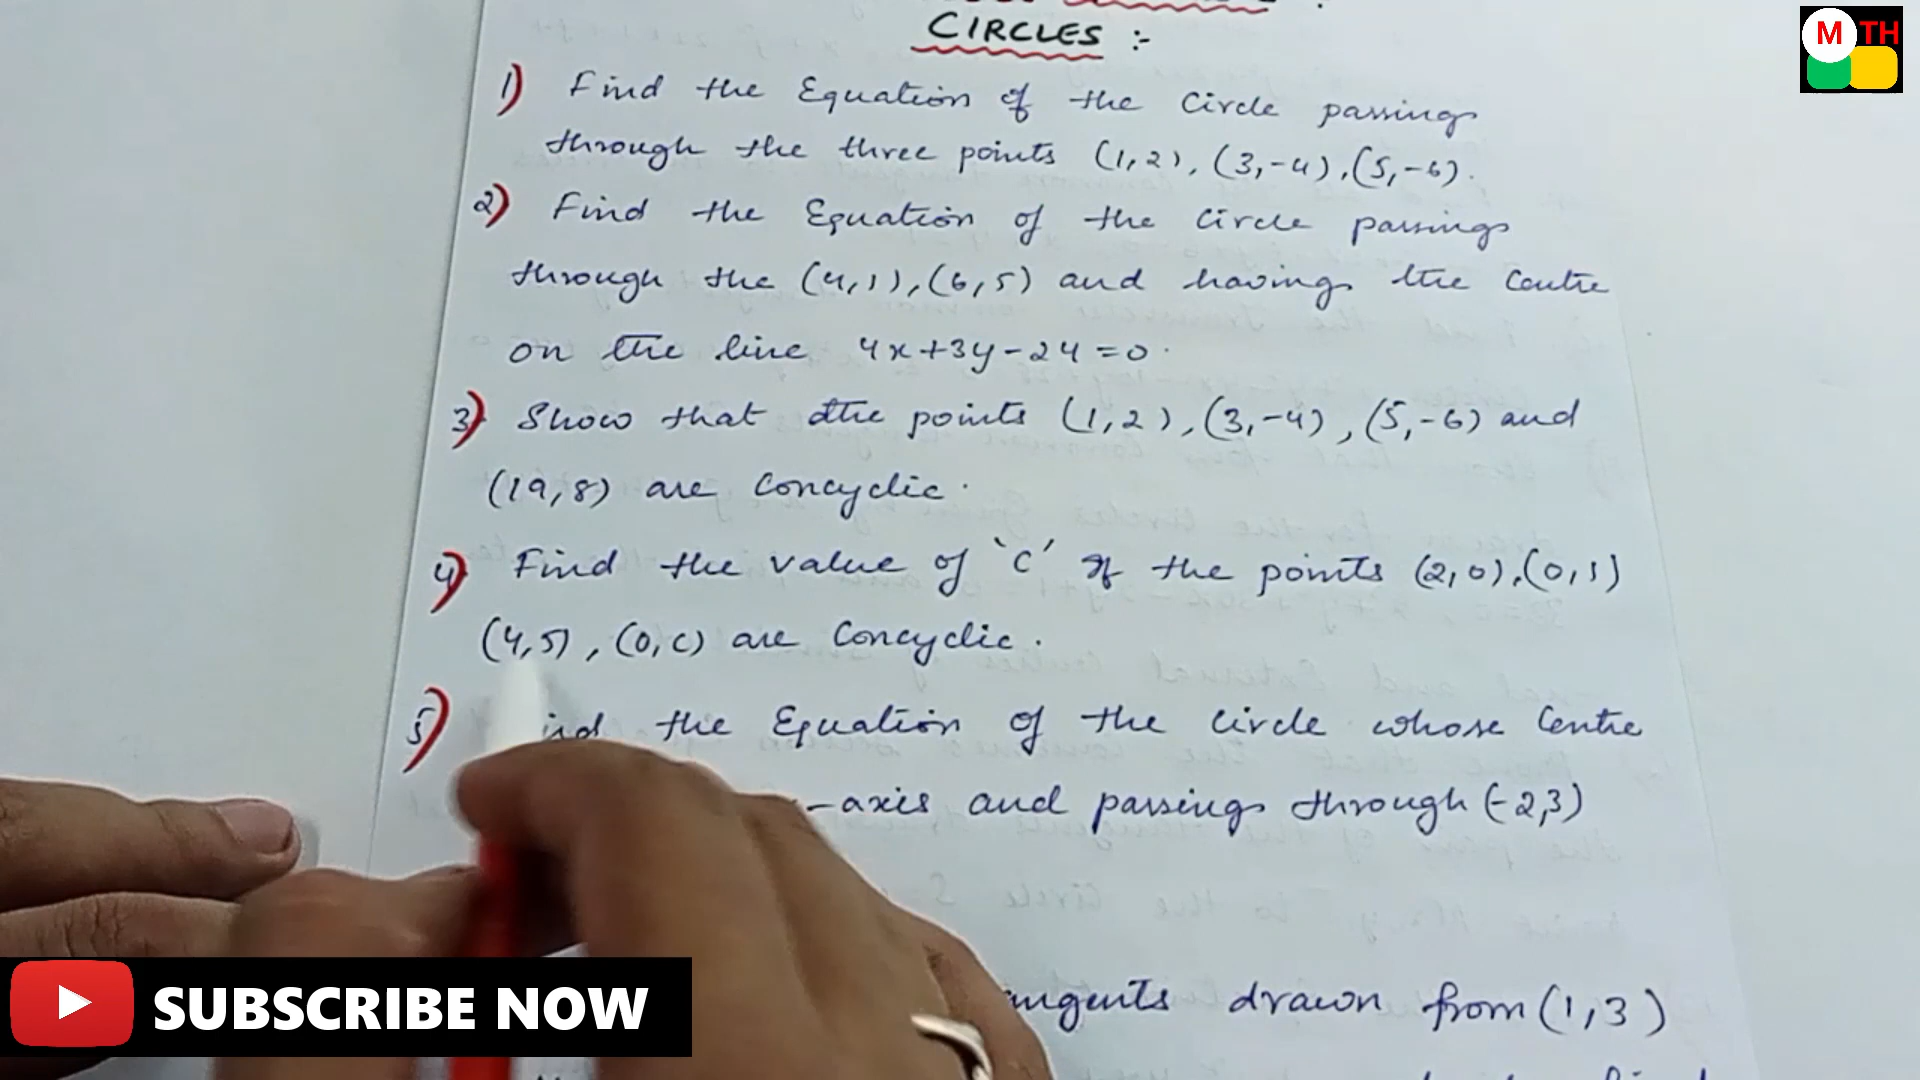 CIRCLES :-
M TH
1) Find the Equation of the Circle passing
through the three points (1,2), (3,-4), (5,-6).
2) Find the Equation of the Circle passing
through the (4,1), (6,5) and having the Centre
on the line 4x+3y-24=0.
3) Show that the points (1,2), (3,-4), (5,-6) and
(19,8) are Concyclic.
4) Find the value of 'C' If the points (2,0), (0,1)
(4,5), (0,C) are Concyclic.
5) the Equation of the Circle whose Centre
-axis and passing through (-2,3)
drawn from (1,3)
SUBSCRIBE NOW